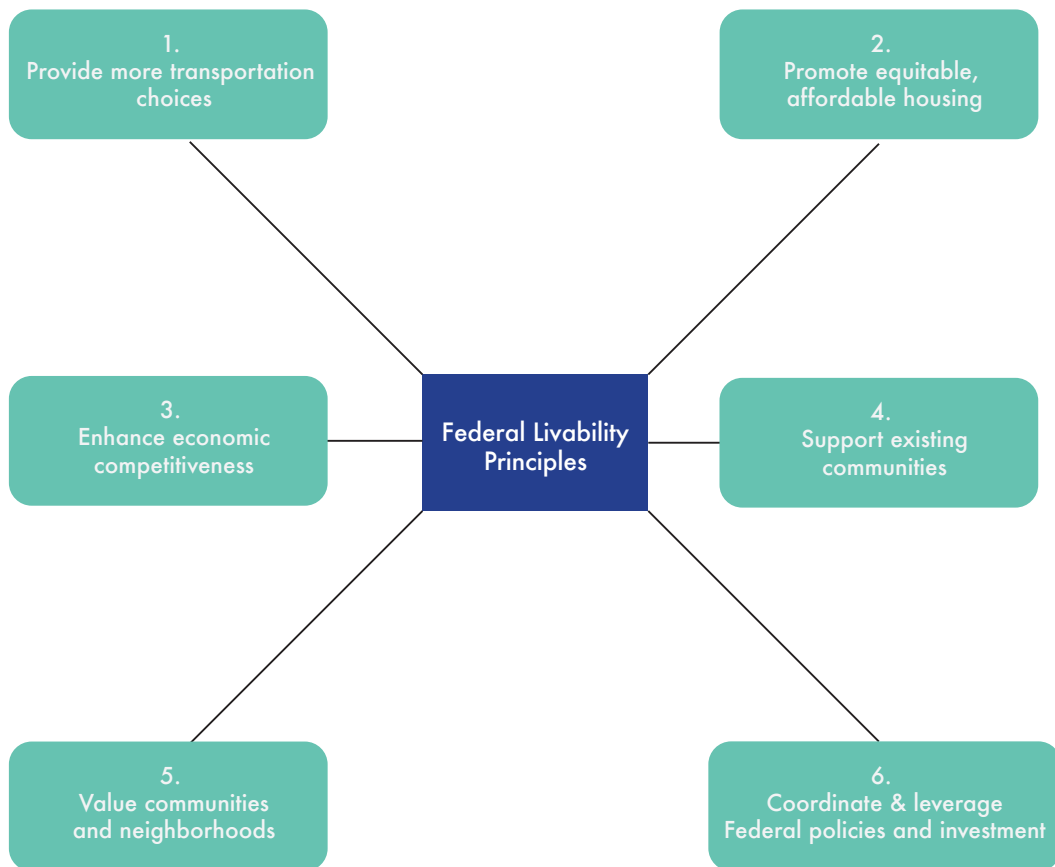 1.
Provide more transportation
choices
2.
Promote equitable,
affordable housing
3.
Enhance economic
competitiveness
Federal Livability
Principles
4.
Support existing
communities
5.
Value communities
and neighborhoods
6.
Coordinate & leverage
Federal policies and investment